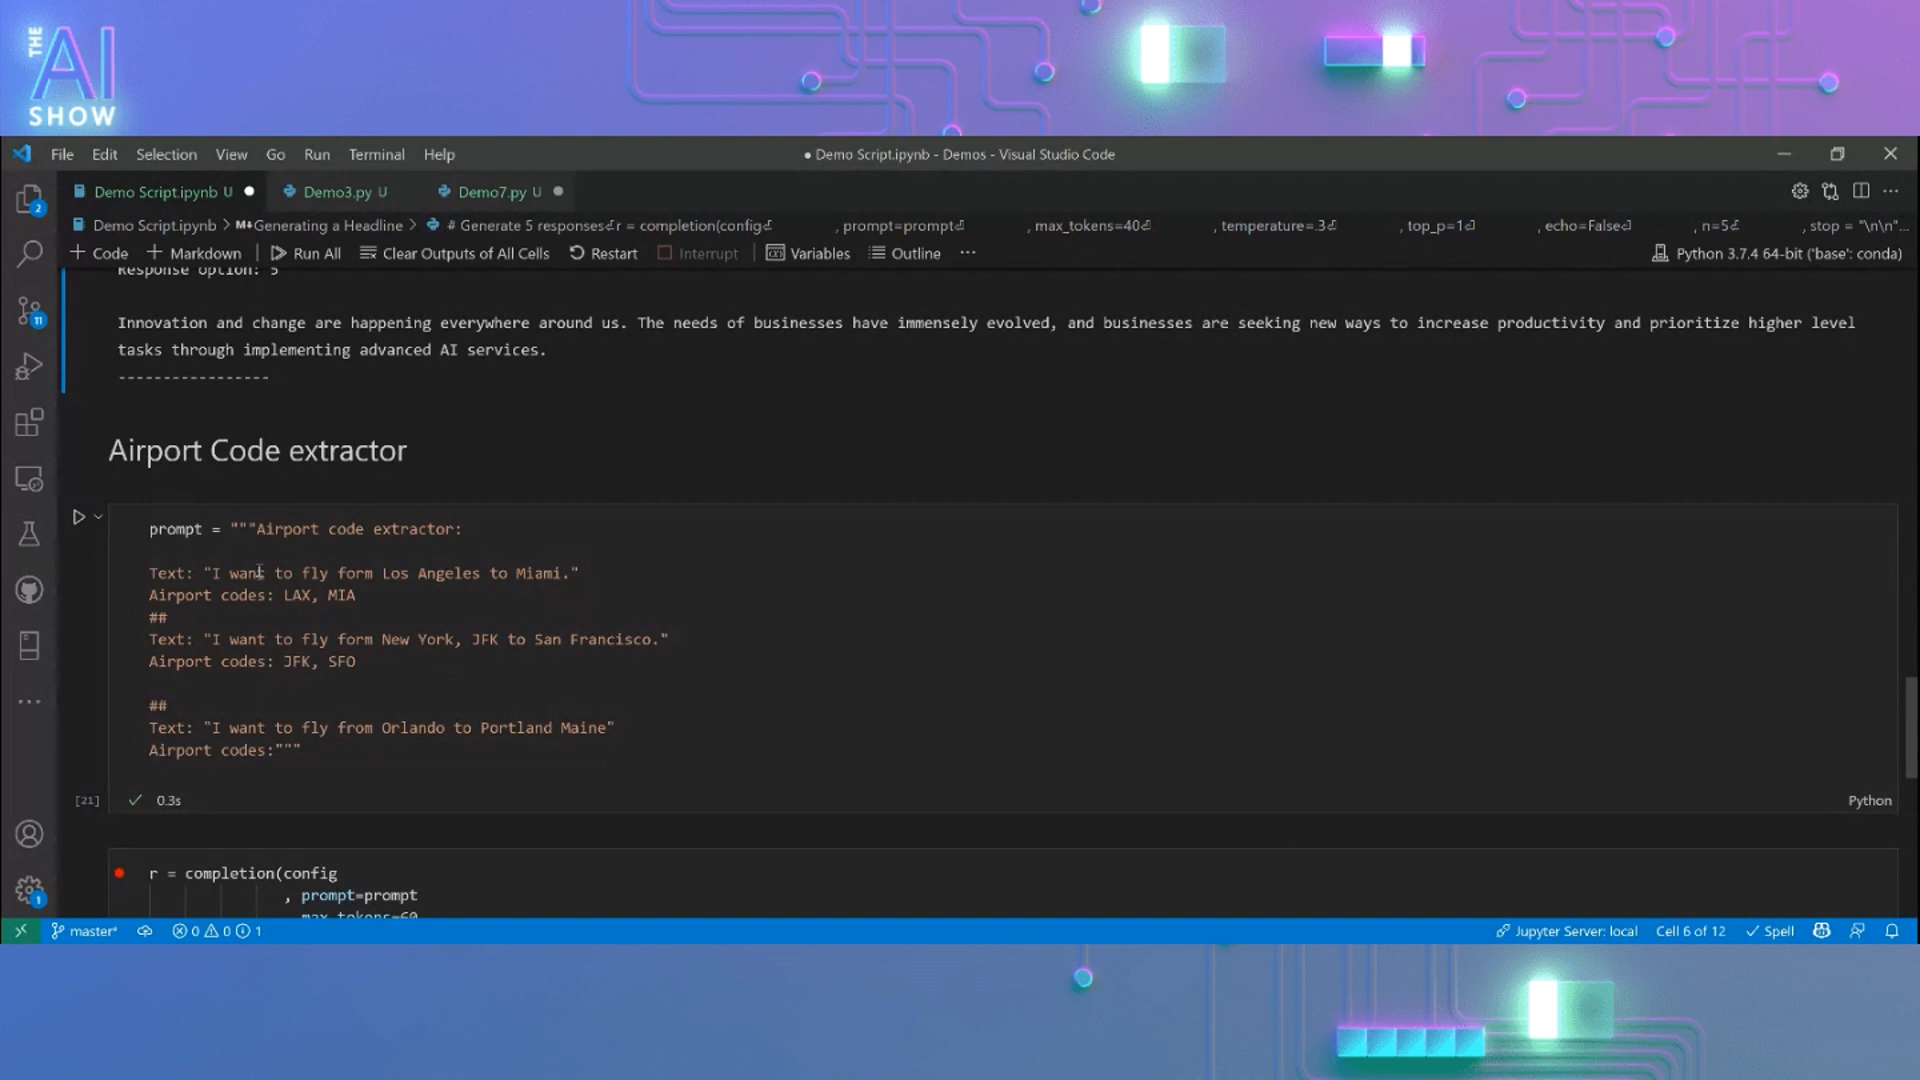 THE
AI
SHOW
File Edit Selection View Go Run Terminal Help
● Demo Script.ipynb - Demos - Visual Studio Code
Demo Script.ipynb U ● Demo3.py U Demo7.py U ●
Demo Script.ipynb > M↓Generating a Headline > # Generate 5 responses⏎r = completion(config⏎ , prompt=prompt⏎ , max_tokens=40⏎ , temperature=.3⏎ , top_p=1⏎ , echo=False⏎ , n=5⏎ , stop = "\n\n"...
+ Code + Markdown Run All Clear Outputs of All Cells Restart Interrupt Variables Outline ··· Python 3.7.4 64-bit ('base': conda)
Response option: 5
Innovation and change are happening everywhere around us. The needs of businesses have immensely evolved, and businesses are seeking new ways to increase productivity and prioritize higher level
tasks through implementing advanced AI services.
-----------------
Airport Code extractor
prompt = """Airport code extractor:
Text: "I want to fly form Los Angeles to Miami."
Airport codes: LAX, MIA
##
Text: "I want to fly form New York, JFK to San Francisco."
Airport codes: JFK, SFO
##
Text: "I want to fly from Orlando to Portland Maine"
Airport codes:"""
[21] ✓ 0.3s Python
r = completion(config
, prompt=prompt
max_tokens=60
master* 0 0 1 Jupyter Server: local Cell 6 of 12 ✓ Spell
2
11
1